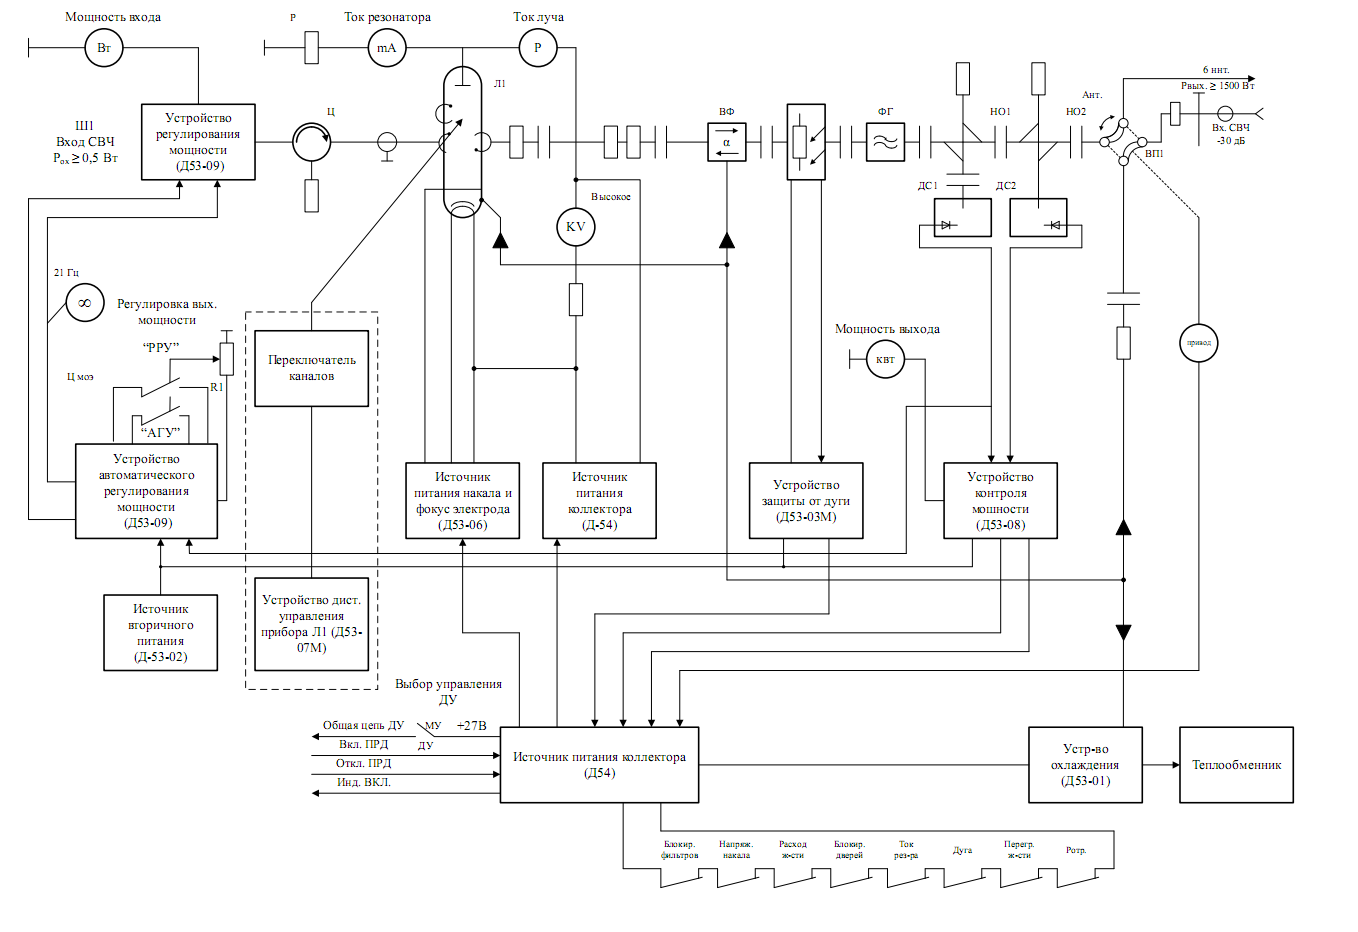 Мощность входа
Р
Ток резонатора
Ток луча
Вт
mA
P
6 ннт.
Рвых. ≥ 1500 Вт
Л1
Ш1
Вход СВЧ
Рох ≥ 0,5 Вт
Устройство
регулирования
мощности
(Д53-09)
Ц
ВФ
α
ФГ
НО1
НО2
Ант.
ВП1
Вх. СВЧ
-30 дБ
ДС1
ДС2
Высокое
KV
21 Гц
∞
Регулировка вых.
мощности
“РРУ”
Ц моэ
R1
“АГУ”
Переключатель
каналов
Мощность выхода
квт
привод
Устройство
автоматического
регулирования
мощности
(Д53-09)
Источник
питания накала и
фокус электрода
(Д53-06)
Источник
питания
коллектора
(Д-54)
Устройство
защиты от дуги
(Д53-03М)
Устройство
контроля
мошности
(Д53-08)
Источник
вторичного
питания
(Д-53-02)
Устройство дист.
управления
прибора Л1 (Д53-
07М)
Выбор управления
ДУ
Общая цепь ДУ
МУ
+27В
ДУ
Вкл. ПРД
Откл. ПРД
Инд. ВКЛ.
Источник питания коллектора
(Д54)
Устр-во
охлаждения
(Д53-01)
Теплообменник
Блокир.
фильтров
Напряж.
накала
Расход
ж-сти
Блокир.
дверей
Ток
рез-ра
Дуга
Перегр.
ж-сти
Ротр.